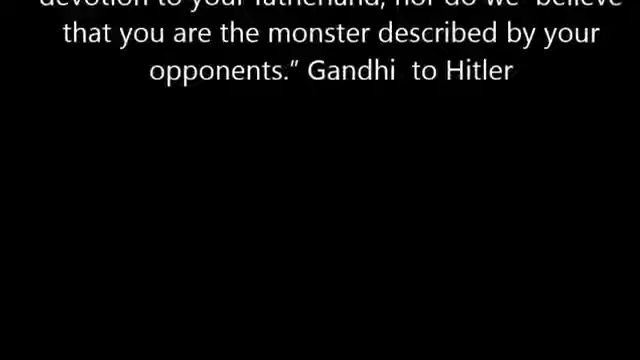 devotion to your fatherland, nor do we believe
that you are the monster described by your
opponents.” Gandhi to Hitler